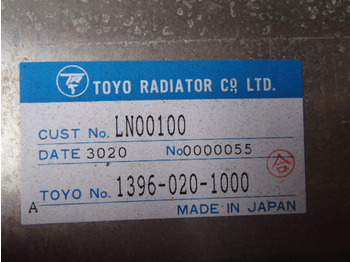 TOYO RADIATOR CO. LTD.
CUST No. LN00100
DATE 3020 No0000055
合
TOYO No. 1396-020-1000
A MADE IN JAPAN